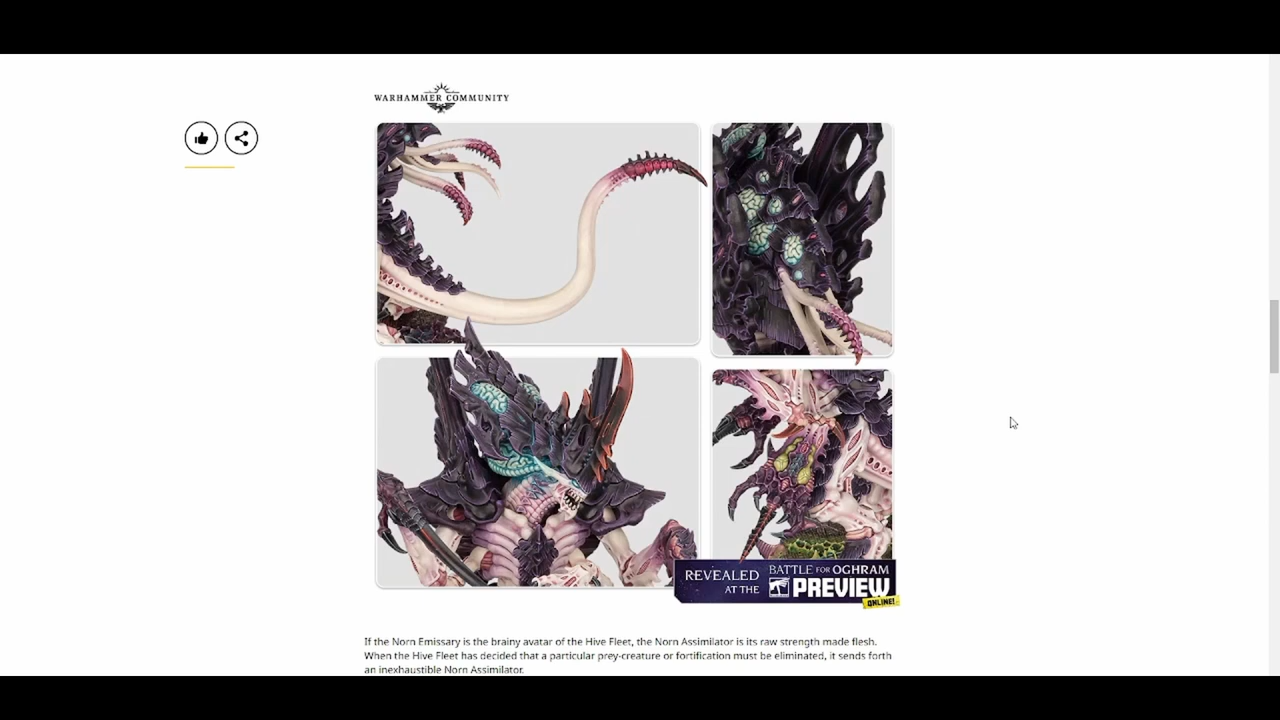 WARHAMMER COMMUNITY
REVEALED
AT THE
BATTLE FOR OGHRAM
PREVIEW
ONLINE!
If the Norn Emissary is the brainy avatar of the Hive Fleet, the Norn Assimilator is its raw strength made flesh.
When the Hive Fleet has decided that a particular prey-creature or fortification must be eliminated, it sends forth
an inexhaustible Norn Assimilator.